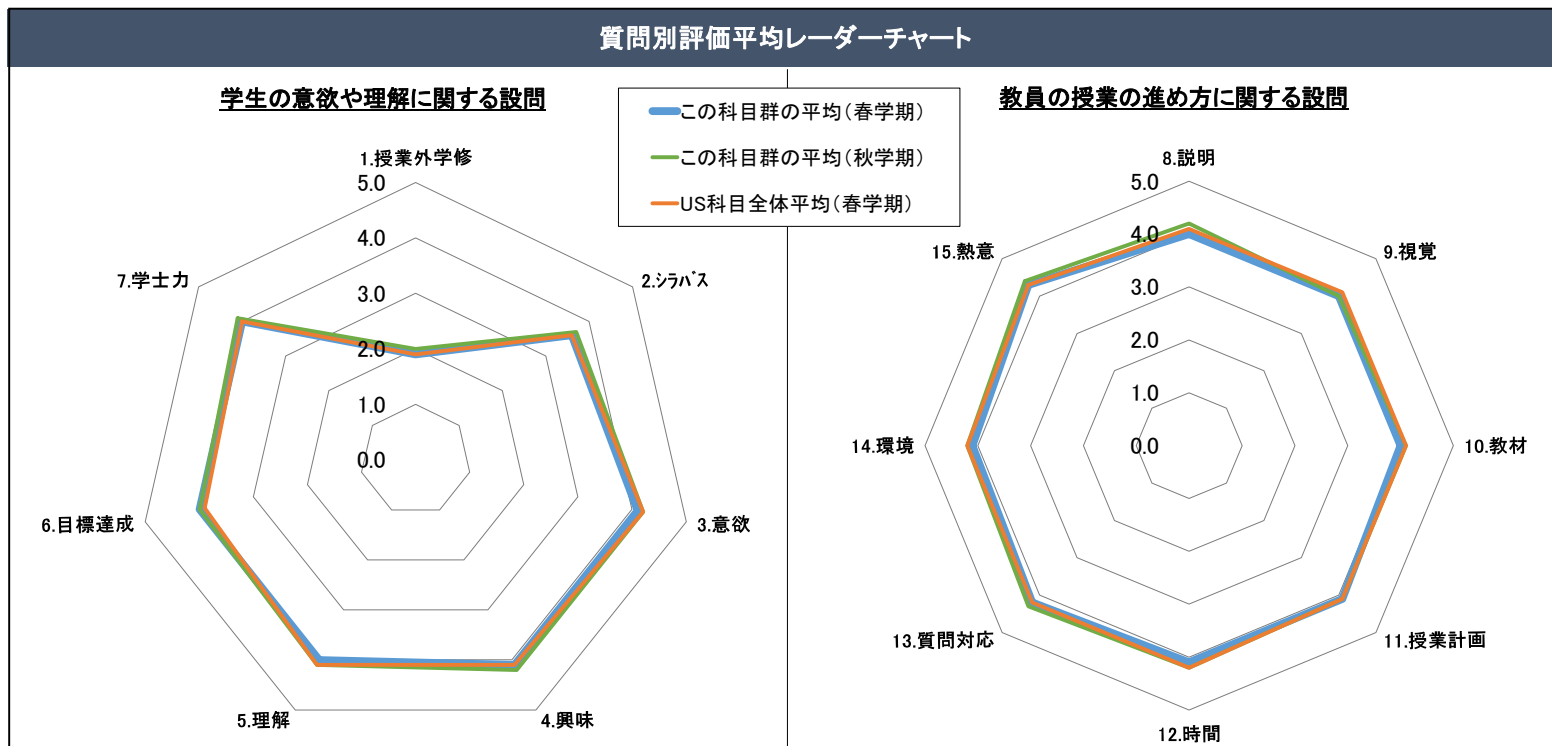 質問別評価平均レーダーチャート
学生の意欲や理解に関する設問
1.授業外学修
2.シラバス
3.意欲
4.興味
5.理解
6.目標達成
7.学士力
5.0
4.0
3.0
2.0
1.0
0.0
この科目群の平均(春学期)
この科目群の平均(秋学期)
US科目全体平均(春学期)
教員の授業の進め方に関する設問
8.説明
9.視覚
10.教材
11.授業計画
12.時間
13.質問対応
14.環境
15.熱意
5.0
4.0
3.0
2.0
1.0
0.0